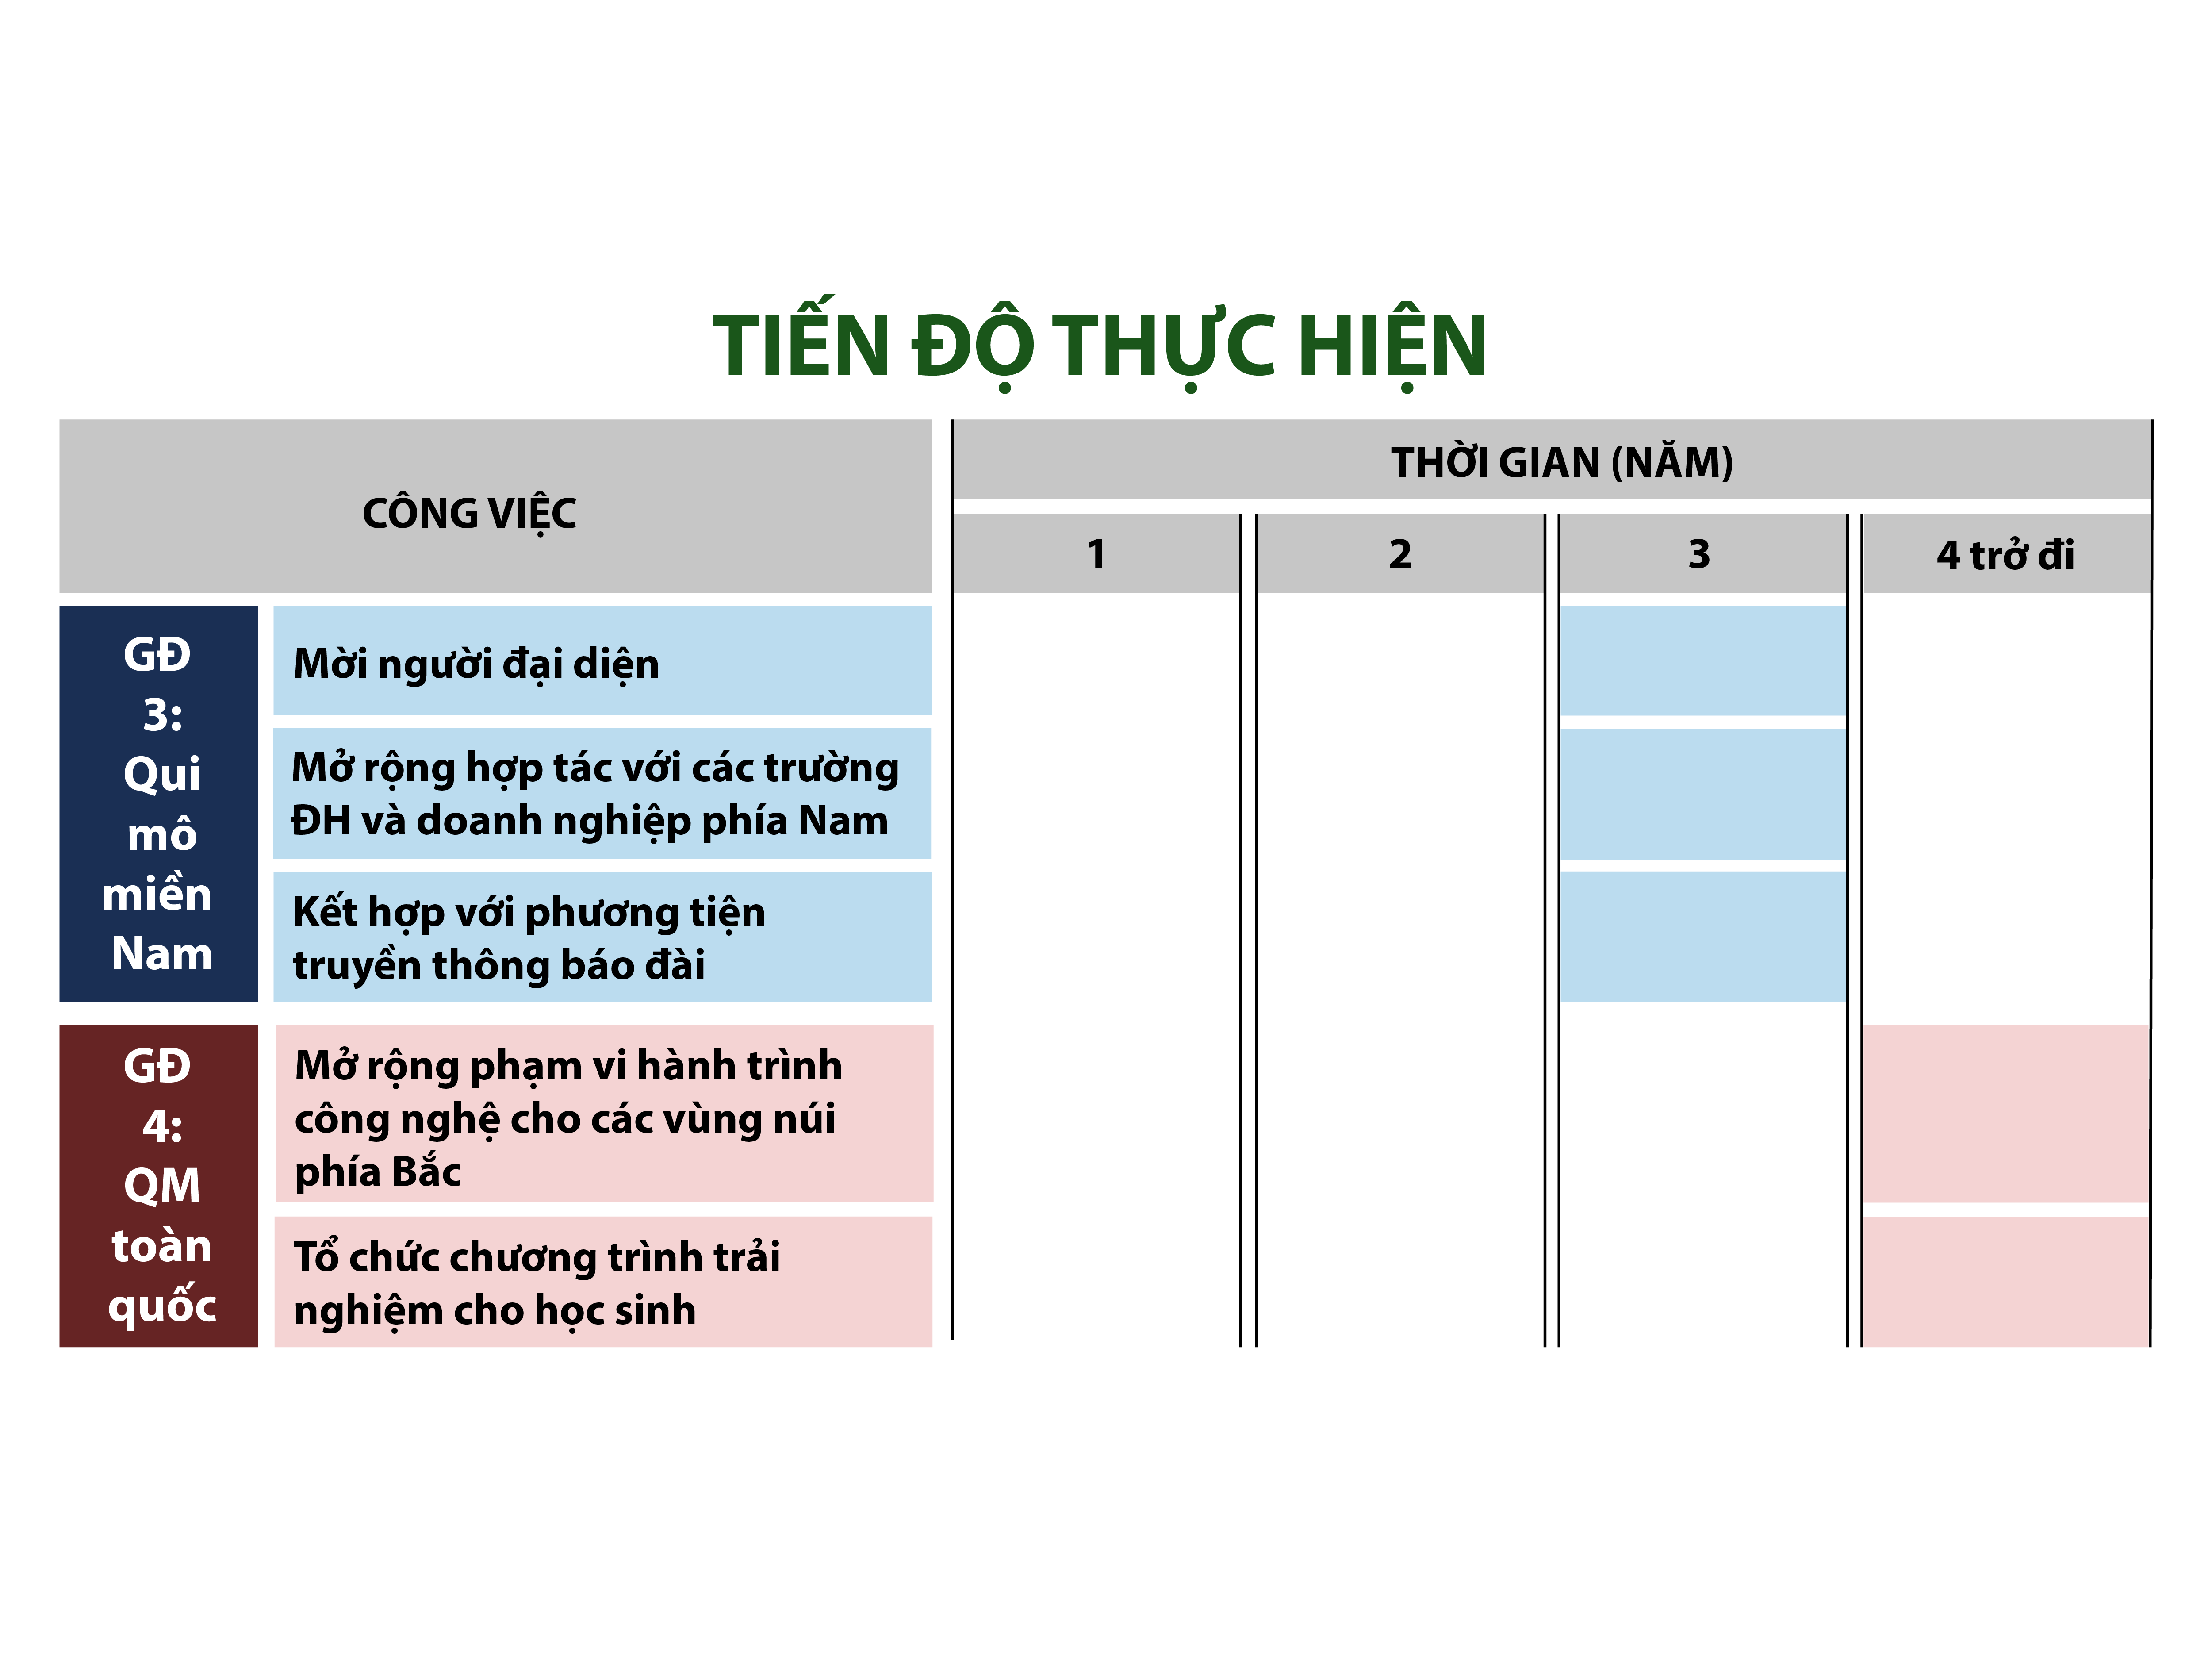 TIẾN ĐỘ THỰC HIỆN
CÔNG VIỆC
THỜI GIAN (NĂM)
1
2
3
4 trở đi
GĐ
3:
Qui
mô
miền
Nam
Mời người đại diện
Mở rộng hợp tác với các trường
ĐH và doanh nghiệp phía Nam
Kết hợp với phương tiện
truyền thông báo đài
GĐ
4:
QM
toàn
quốc
Mở rộng phạm vi hành trình
công nghệ cho các vùng núi
phía Bắc
Tổ chức chương trình trải
nghiệm cho học sinh